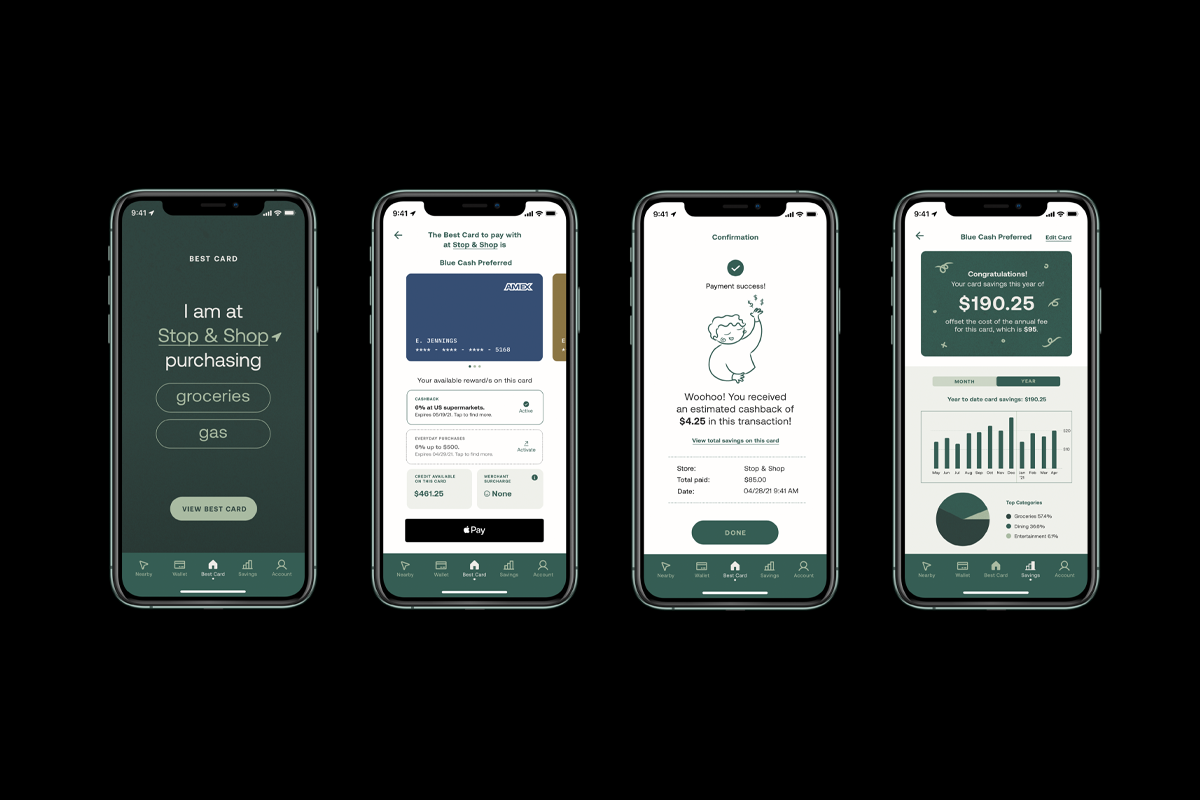 9:41
BEST CARD
I am at
Stop & Shop
purchasing
groceries
gas
VIEW BEST CARD
Nearby
Wallet
Best Card
Savings
Account
9:41
The Best Card to pay with
at Stop & Shop is
Blue Cash Preferred
AMEX
E. JENNINGS
**** - **** - **** - 5168
E
Your available reward/s on this card
CASHBACK
6% at US supermarkets.
Expires 05/19/21. Tap to find more.
Active
EVERYDAY PURCHASES
6% up to $500.
Expires 04/28/21. Tap to find more.
Activate
CREDIT AVAILABLE
ON THIS CARD
$461.25
MERCHANT
SURCHARGE
None
Pay
Nearby
Wallet
Best Card
Savings
Account
9:41
Confirmation
Payment success!
$ $ $
Woohoo! You received
an estimated cashback of
$4.25 in this transaction!
View total savings on this card
Store: Stop & Shop
Total paid: $85.00
Date: 04/28/21 9:41 AM
DONE
Nearby
Wallet
Best Card
Savings
Account
9:41
Blue Cash Preferred
Edit Card
Congratulations!
Your card savings this year of
$190.25
offset the cost of the annual fee
for this card, which is $95.
MONTH
YEAR
Year to date card savings: $190.25
$20
$10
May Jun Jul Aug Sep Oct Nov Dec Jan Feb Mar Apr
'21
Top Categories
Groceries 57.4%
Dining 36.6%
Entertainment 6.1%
Nearby
Wallet
Best Card
Savings
Account